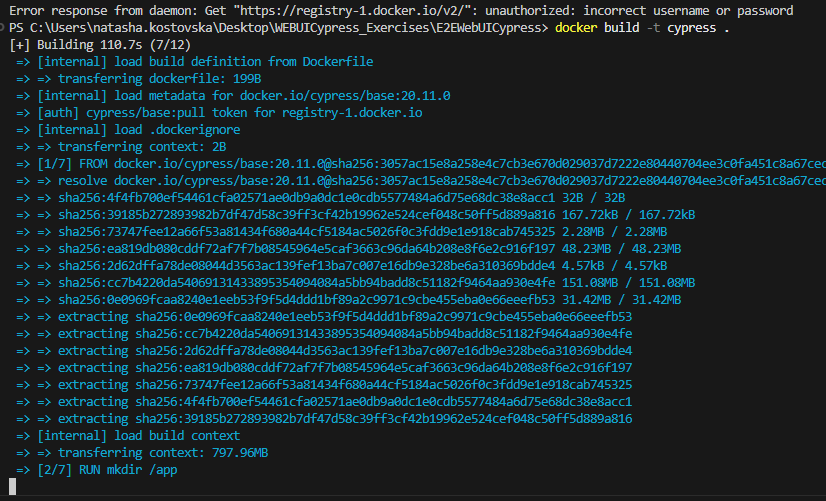 Error response from daemon: Get "https://registry-1.docker.io/v2/": unauthorized: incorrect username or password
PS C:\Users\natasha.kostovska\Desktop\WEBUICypress_Exercises\E2EWebUICypress> docker build -t cypress .
[+] Building 110.7s (7/12)
=> [internal] load build definition from Dockerfile
=> => transferring dockerfile: 199B
=> [internal] load metadata for docker.io/cypress/base:20.11.0
=> [auth] cypress/base:pull token for registry-1.docker.io
=> [internal] load .dockerignore
=> => transferring context: 2B
=> [1/7] FROM docker.io/cypress/base:20.11.0@sha256:3057ac15e8a258e4c7cb3e670d029037d7222e80440704ee3c0fa451c8a67cec
=> => resolve docker.io/cypress/base:20.11.0@sha256:3057ac15e8a258e4c7cb3e670d029037d7222e80440704ee3c0fa451c8a67cec
=> => sha256:4f4fb700ef54461cfa02571ae0db9a0dc1e0cdb5577484a6d75e68dc38e8acc1 32B / 32B
=> => sha256:39185b272893982b7df47d58c39ff3cf42b19962e524cef048c50ff5d889a816 167.72kB / 167.72kB
=> => sha256:73747fee12a66f53a81434f680a44cf5184ac5026f0c3fdd9e1e918cab745325 2.28MB / 2.28MB
=> => sha256:ea819db080cddf72af7f7b08545964e5caf3663c96da64b208e8f6e2c916f197 48.23MB / 48.23MB
=> => sha256:2d62dffa78de08044d3563ac139fef13ba7c007e16db9e328be6a310369bdde4 4.57kB / 4.57kB
=> => sha256:cc7b4220da54069131433895354094084a5bb94badd8c51182f9464aa930e4fe 151.08MB / 151.08MB
=> => sha256:0e0969fcaa8240e1eeb53f9f5d4ddd1bf89a2c9971c9cbe455eba0e66eeefb53 31.42MB / 31.42MB
=> => extracting sha256:0e0969fcaa8240e1eeb53f9f5d4ddd1bf89a2c9971c9cbe455eba0e66eeefb53
=> => extracting sha256:cc7b4220da54069131433895354094084a5bb94badd8c51182f9464aa930e4fe
=> => extracting sha256:2d62dffa78de08044d3563ac139fef13ba7c007e16db9e328be6a310369bdde4
=> => extracting sha256:ea819db080cddf72af7f7b08545964e5caf3663c96da64b208e8f6e2c916f197
=> => extracting sha256:73747fee12a66f53a81434f680a44cf5184ac5026f0c3fdd9e1e918cab745325
=> => extracting sha256:4f4fb700ef54461cfa02571ae0db9a0dc1e0cdb5577484a6d75e68dc38e8acc1
=> => extracting sha256:39185b272893982b7df47d58c39ff3cf42b19962e524cef048c50ff5d889a816
=> [internal] load build context
=> => transferring context: 797.96MB
=> [2/7] RUN mkdir /app